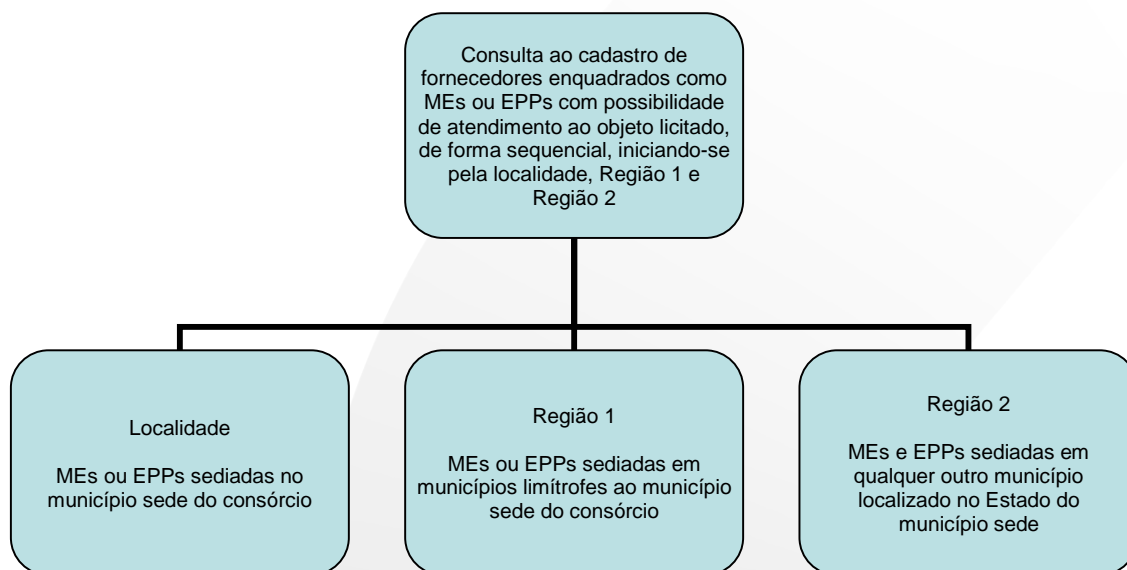 Consulta ao cadastro de
fornecedores enquadrados como
MEs ou EPPs com possibilidade
de atendimento ao objeto licitado,
de forma sequencial, iniciando-se
pela localidade, Região 1 e
Região 2
Localidade
MEs ou EPPs sediadas no
município sede do consórcio
Região 1
MEs ou EPPs sediadas em
municípios limítrofes ao município
sede do consórcio
Região 2
MEs e EPPs sediadas em
qualquer outro município
localizado no Estado do
município sede